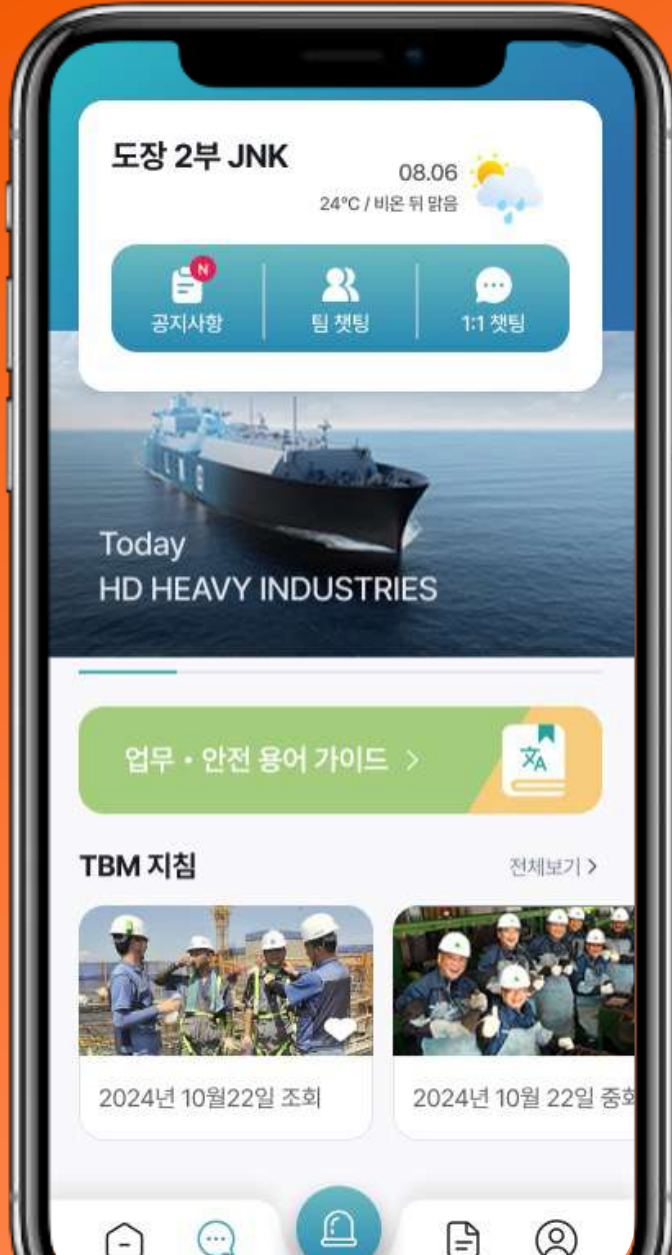 도장 2부 JNK
08.06
24°C / 비온 뒤 맑음
N
공지사항
팀 챗팅
1:1 챗팅
LNG
Today
HD HEAVY INDUSTRIES
업무 • 안전 용어 가이드 >
文A
TBM 지침
전체보기 >
2024년 10월22일 조회
2024년 10월 22일 중회